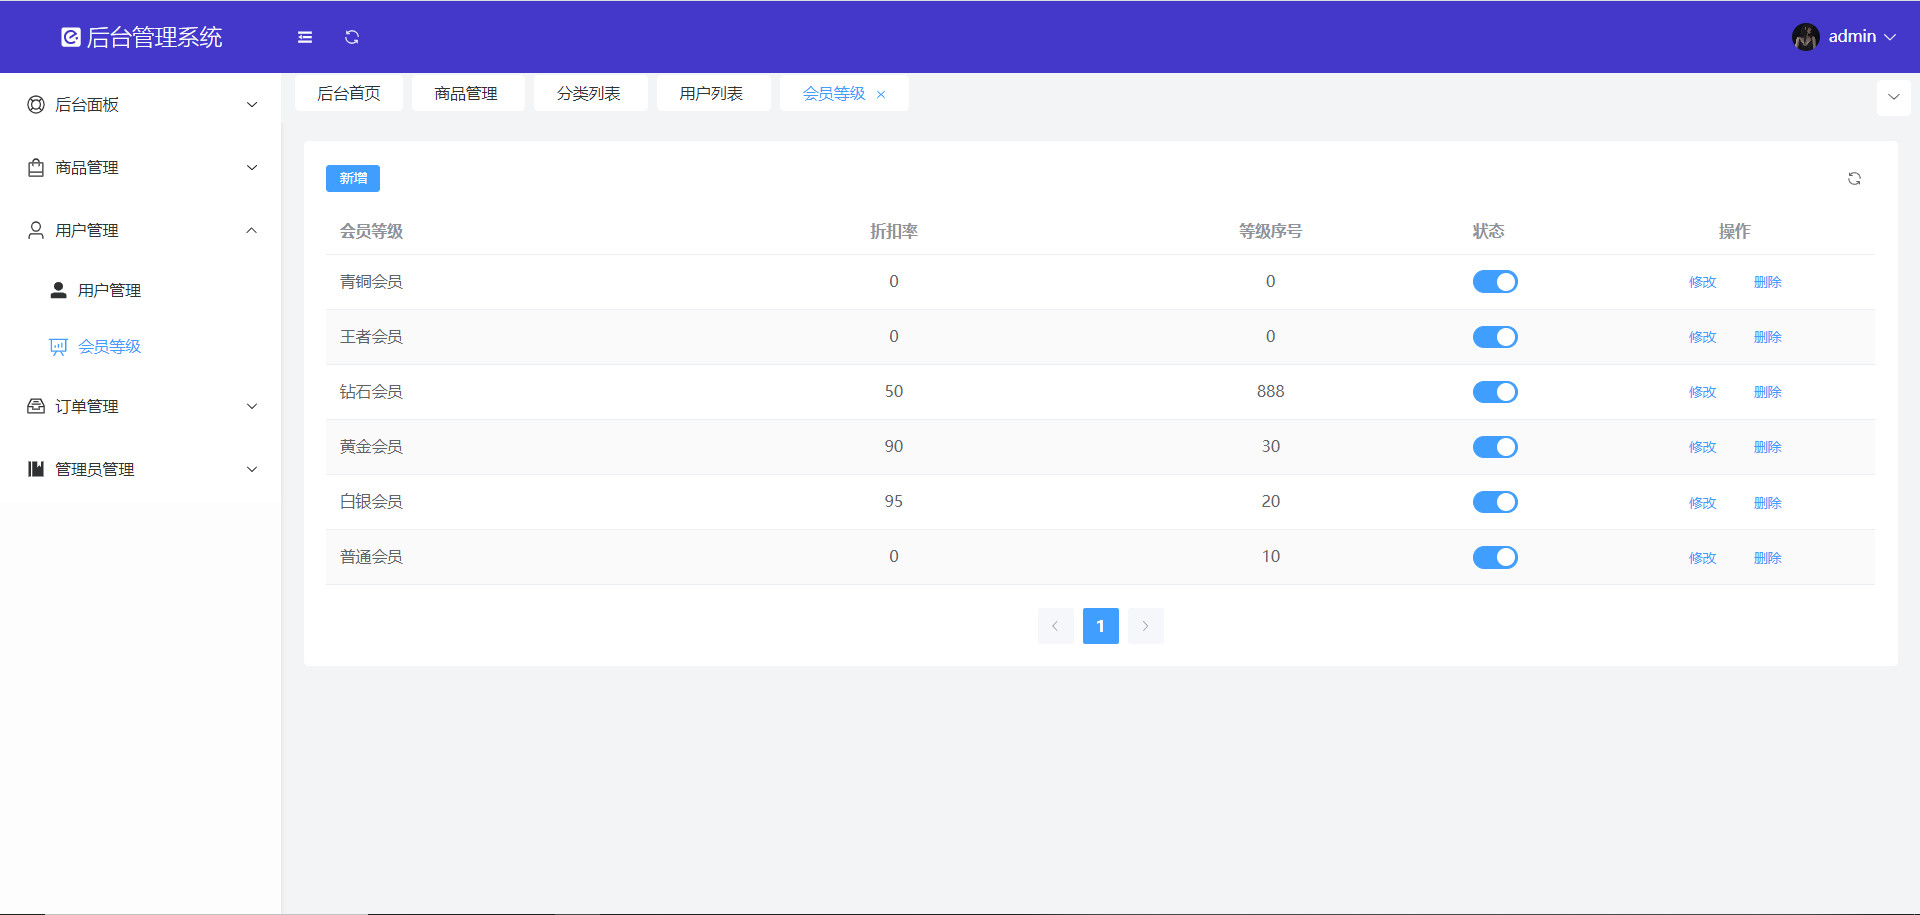 后台管理系统
admin
后台面板
商品管理
用户管理
用户管理
会员等级
订单管理
管理员管理
后台首页 商品管理 分类列表 用户列表 会员等级
新增
会员等级 折扣率 等级序号 状态 操作
青铜会员 0 0 修改 删除
王者会员 0 0 修改 删除
钻石会员 50 888 修改 删除
黄金会员 90 30 修改 删除
白银会员 95 20 修改 删除
普通会员 0 10 修改 删除
1